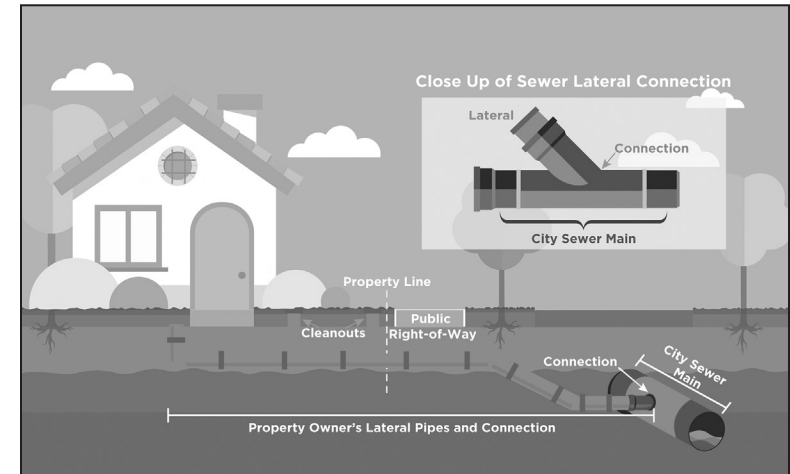 Close Up of Sewer Lateral Connection
Lateral
Connection
City Sewer Main
Property Line
Cleanouts
Public
Right-of-Way
Connection
City Sewer
Main
Property Owner's Lateral Pipes and Connection